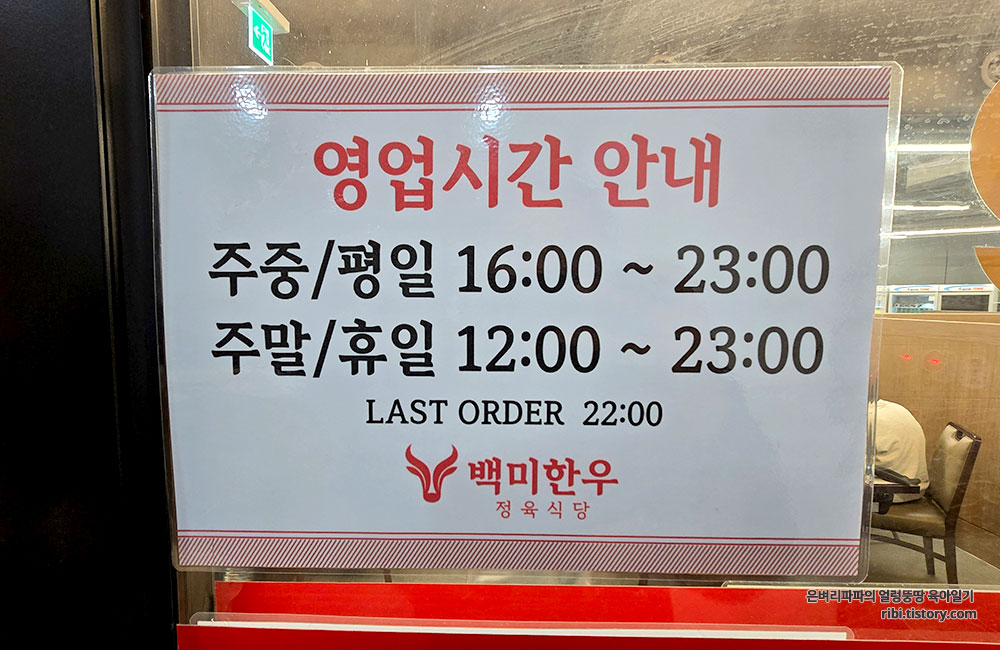 영업시간 안내
주중/평일 16:00 ~ 23:00
주말/휴일 12:00 ~ 23:00
LAST ORDER 22:00
백미한우
정육식당
은벼리파파의 얼렁뚱땅 육아일기
ribi.tistory.com